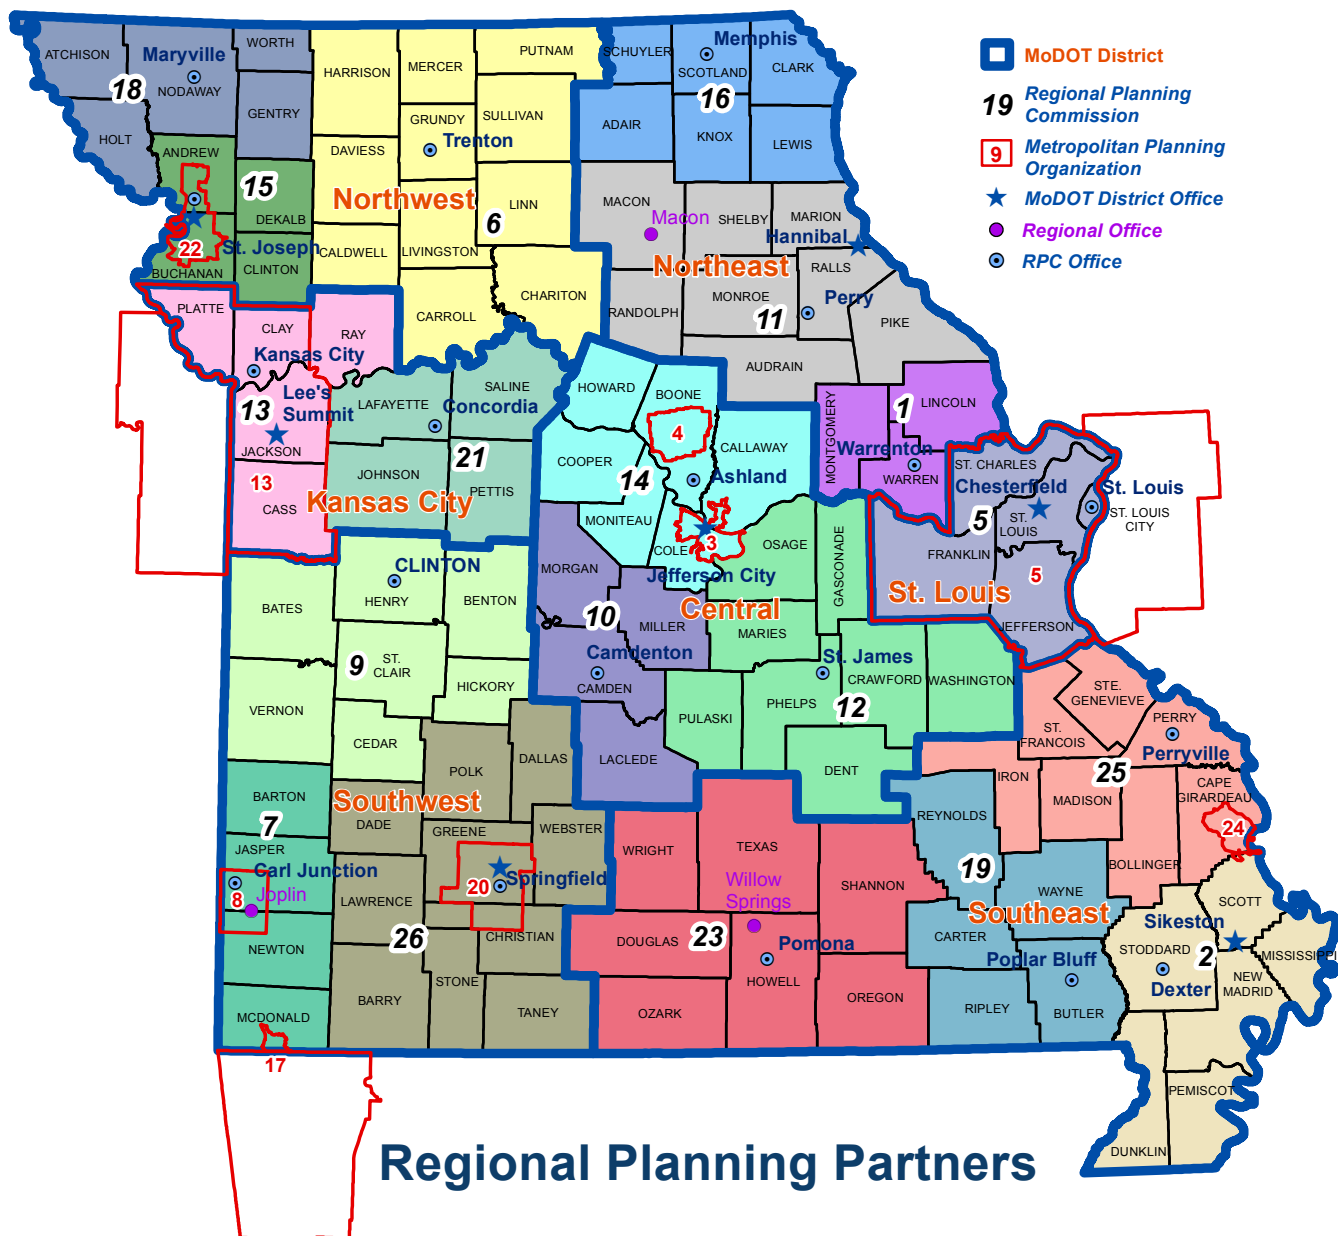 MoDOT District
19 Regional Planning
Commission
9 Metropolitan Planning
Organization
MoDOT District Office
Regional Office
RPC Office
ATCHISON
Maryville
NODAWAY
WORTH
18
GENTRY
HOLT
HARRISON
MERCER
PUTNAM
GRUNDY
SULLIVAN
Trenton
DAVIESS
Northwest
6
LINN
CALDWELL
LIVINGSTON
CHARITON
CARROLL
ANDREW
15
DEKALB
22
St. Joseph
BUCHANAN
CLINTON
SCHUYLER
Memphis
SCOTLAND
CLARK
16
ADAIR
KNOX
LEWIS
MACON
Macon
SHELBY
MARION
Hannibal
Northeast
RALLS
MONROE
Perry
RANDOLPH
11
PIKE
AUDRAIN
PLATTE
CLAY
RAY
Kansas City
Lee's
Summit
13
JACKSON
13
CASS
LAFAYETTE
SALINE
Concordia
JOHNSON
21
PETTIS
Kansas City
HOWARD
BOONE
4
CALLAWAY
COOPER
14
Ashland
MONITEAU
COLE
3
Jefferson City
Central
OSAGE
GASCONADE
MONTGOMERY
1
LINCOLN
Warrenton
WARREN
ST. CHARLES
Chesterfield
St. Louis
5
ST.
LOUIS
ST. LOUIS
CITY
FRANKLIN
5
St. Louis
JEFFERSON
MORGAN
10
MILLER
MARIES
Camdenton
CAMDEN
St. James
CRAWFORD
WASHINGTON
PHELPS
PULASKI
12
LACLEDE
DENT
CLINTON
HENRY
BATES
BENTON
9
ST.
CLAIR
HICKORY
VERNON
CEDAR
DALLAS
POLK
Southwest
BARTON
DADE
7
GREENE
WEBSTER
JASPER
Carl Junction
8
Joplin
20
Springfield
LAWRENCE
26
CHRISTIAN
NEWTON
BARRY
STONE
TANEY
MCDONALD
17
WRIGHT
TEXAS
Willow
Springs
SHANNON
DOUGLAS
23
Pomona
HOWELL
OZARK
OREGON
STE.
GENEVIEVE
PERRY
ST.
FRANCOIS
Perryville
IRON
25
MADISON
CAPE
GIRARDEAU
24
BOLLINGER
REYNOLDS
19
WAYNE
Southeast
CARTER
Poplar Bluff
RIPLEY
BUTLER
SCOTT
Sikeston
STODDARD
2
MISSISSIPPI
Dexter
NEW
MADRID
PEMISCOT
DUNKLIN
Regional Planning Partners